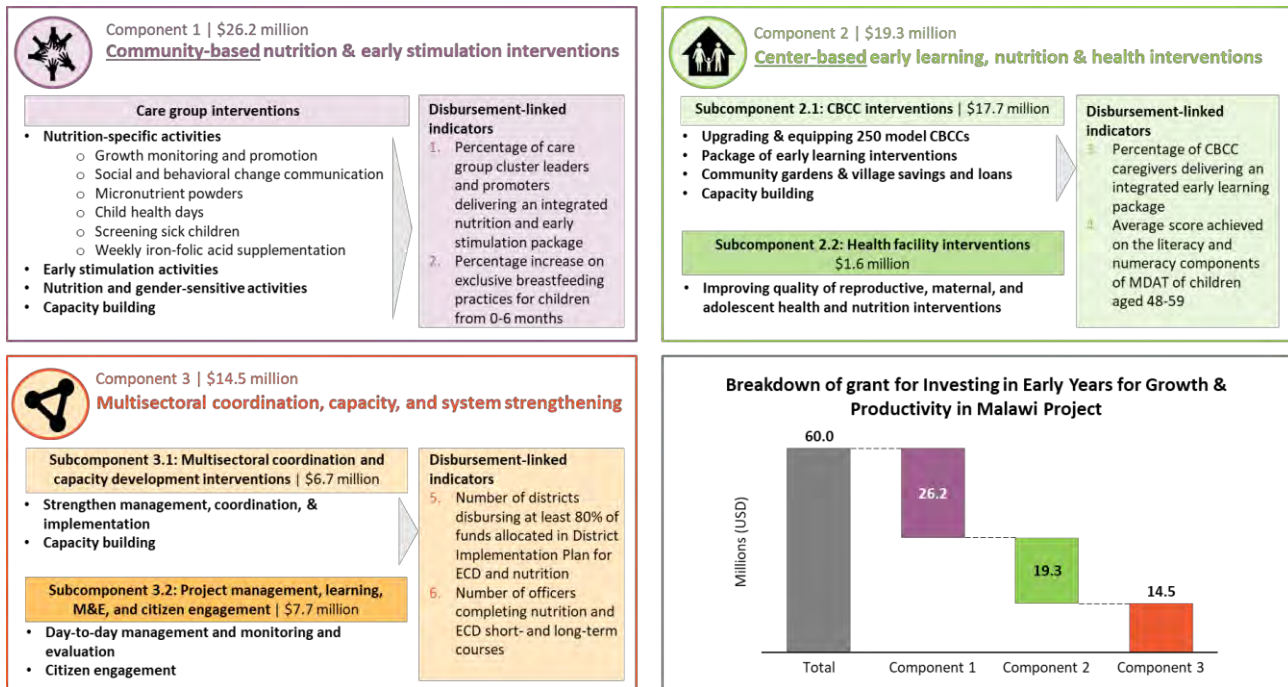 Component 1 | $26.2 million
Community-based nutrition & early stimulation interventions
Care group interventions
• Nutrition-specific activities
o Growth monitoring and promotion
o Social and behavioral change communication
o Micronutrient powders
o Child health days
o Screening sick children
o Weekly iron-folic acid supplementation
• Early stimulation activities
• Nutrition and gender-sensitive activities
• Capacity building
Disbursement-linked
indicators
1. Percentage of care
group cluster leaders
and promoters
delivering an integrated
nutrition and early
stimulation package
2. Percentage increase on
exclusive breastfeeding
practices for children
from 0-6 months
Component 2 | $19.3 million
Center-based early learning, nutrition & health interventions
Subcomponent 2.1: CBCC interventions | $17.7 million
• Upgrading & equipping 250 model CBCCs
• Package of early learning interventions
• Community gardens & village savings and loans
• Capacity building
Subcomponent 2.2: Health facility interventions
$1.6 million
• Improving quality of reproductive, maternal, and
adolescent health and nutrition interventions
Disbursement-linked
indicators
3. Percentage of CBCC
caregivers delivering an
integrated early learning
package
4. Average score achieved
on the literacy and
numeracy components
of MDAT of children
aged 48-59
Component 3 | $14.5 million
Multisectoral coordination, capacity, and system strengthening
Subcomponent 3.1: Multisectoral coordination and
capacity development interventions | $6.7 million
• Strengthen management, coordination, &
implementation
• Capacity building
Subcomponent 3.2: Project management, learning,
M&E, and citizen engagement | $7.7 million
• Day-to-day management and monitoring and
evaluation
• Citizen engagement
Disbursement-linked
indicators
5. Number of districts
disbursing at least 80% of
funds allocated in District
Implementation Plan for
ECD and nutrition
6. Number of officers
completing nutrition and
ECD short- and long-term
courses
Breakdown of grant for Investing in Early Years for Growth &
Productivity in Malawi Project
Millions (USD)
60.0
26.2
19.3
14.5
Total Component 1 Component 2 Component 3